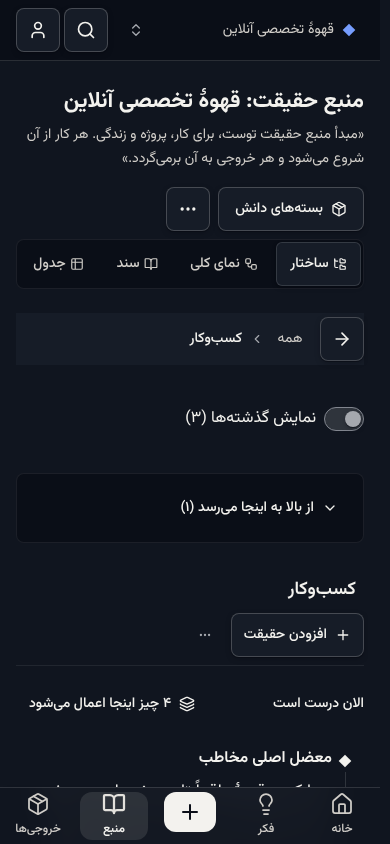 قهوهٔ تخصصی آنلاین
منبع حقیقت: قهوهٔ تخصصی آنلاین
«مبدأ منبع حقیقت توست، برای کار، پروژه و زندگی. هر کار از آن
شروع می‌شود و هر خروجی به آن برمی‌گردد.»
بسته‌های دانش
ساختار
نمای کلی
سند
جدول
همه
کسب‌وکار
نمایش گذشته‌ها (۳)
از بالا به اینجا می‌رسد (۱)
کسب‌وکار
افزودن حقیقت
الان درست است
۴ چیز اینجا اعمال می‌شود
معضل اصلی مخاطب
خانه
فکر
منبع
خروجی‌ها